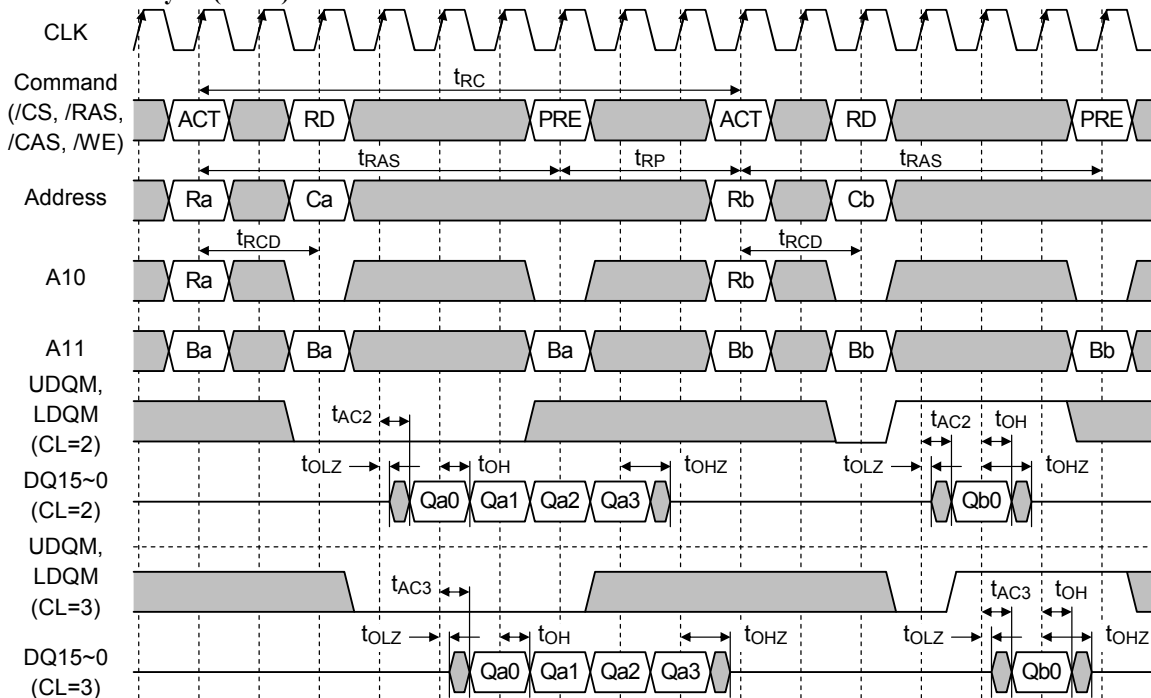 CLK
Command
(/CS, /RAS,
/CAS, /WE)
tRC
ACT RD PRE ACT RD PRE
tRAS tRP tRAS
Address
Ra Ca Rb Cb
tRCD tRCD
A10
Ra Rb
A11
Ba Ba Ba Bb Bb Bb
UDQM,
LDQM
(CL=2)
tAC2 tAC2 tOH
tOLZ tOH tOHZ tOLZ tOHZ
DQ15~0
(CL=2)
Qa0 Qa1 Qa2 Qa3 Qb0
UDQM,
LDQM
(CL=3)
tAC3 tAC3 tOH
tOLZ tOH tOHZ tOLZ tOHZ
DQ15~0
(CL=3)
Qa0 Qa1 Qa2 Qa3 Qb0